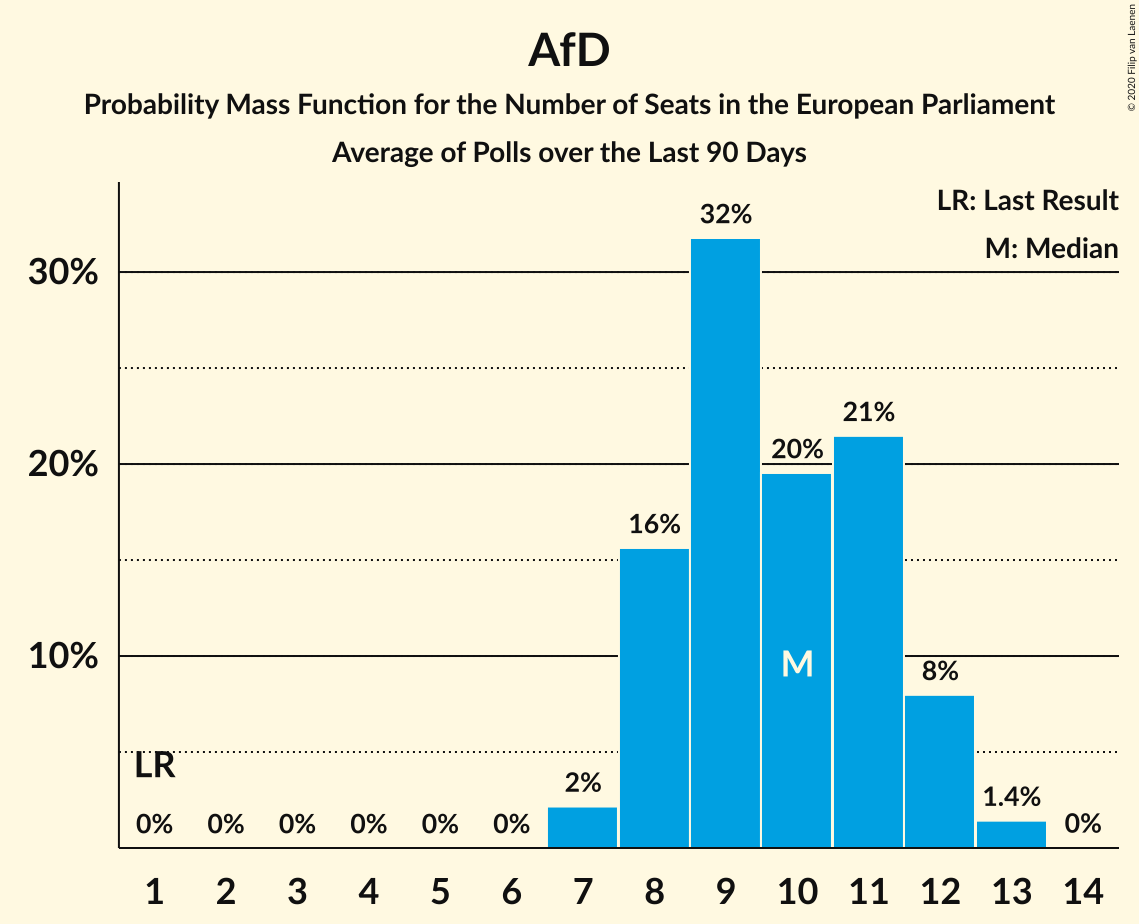 AfD
Probability Mass Function for the Number of Seats in the European Parliament
Average of Polls over the Last 90 Days
© 2020 Filip van Laenen
LR: Last Result
M: Median
32%
30%
21%
20%
20%
16%
10%
M
8%
LR
2%
1.4%
0% 0% 0% 0% 0% 0% 0%
1 2 3 4 5 6 7 8 9 10 11 12 13 14